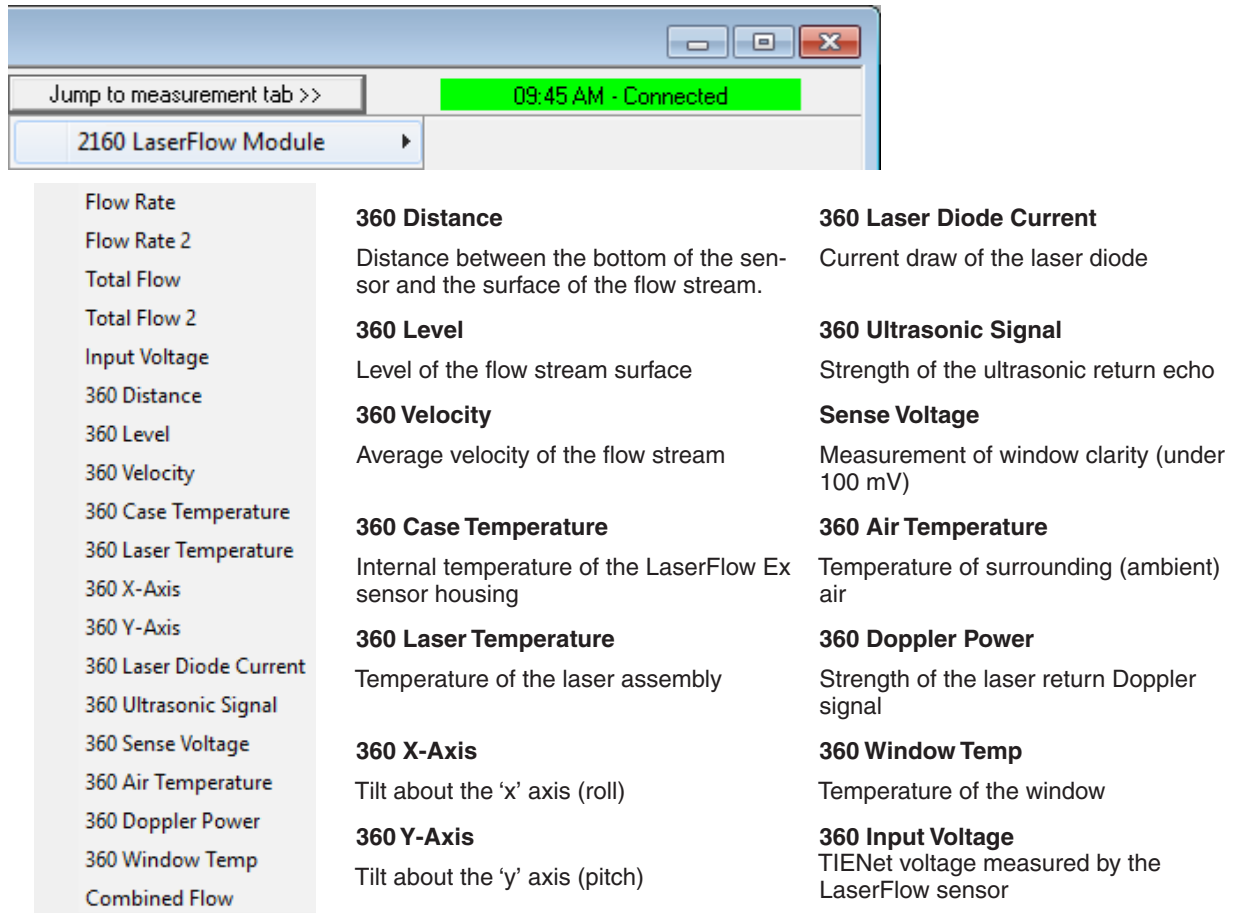 Jump to measurement tab >>
09:45 AM - Connected
2160 LaserFlow Module
Flow Rate
Flow Rate 2
Total Flow
Total Flow 2
Input Voltage
360 Distance
360 Level
360 Velocity
360 Case Temperature
360 Laser Temperature
360 X-Axis
360 Y-Axis
360 Laser Diode Current
360 Ultrasonic Signal
360 Sense Voltage
360 Air Temperature
360 Doppler Power
360 Window Temp
Combined Flow
360 Distance
Distance between the bottom of the sen-
sor and the surface of the flow stream.
360 Level
Level of the flow stream surface
360 Velocity
Average velocity of the flow stream
360 Case Temperature
Internal temperature of the LaserFlow Ex
sensor housing
360 Laser Temperature
Temperature of the laser assembly
360 X-Axis
Tilt about the ‘x’ axis (roll)
360 Y-Axis
Tilt about the ‘y’ axis (pitch)
360 Laser Diode Current
Current draw of the laser diode
360 Ultrasonic Signal
Strength of the ultrasonic return echo
Sense Voltage
Measurement of window clarity (under
100 mV)
360 Air Temperature
Temperature of surrounding (ambient)
air
360 Doppler Power
Strength of the laser return Doppler
signal
360 Window Temp
Temperature of the window
360 Input Voltage
TIENet voltage measured by the
LaserFlow sensor